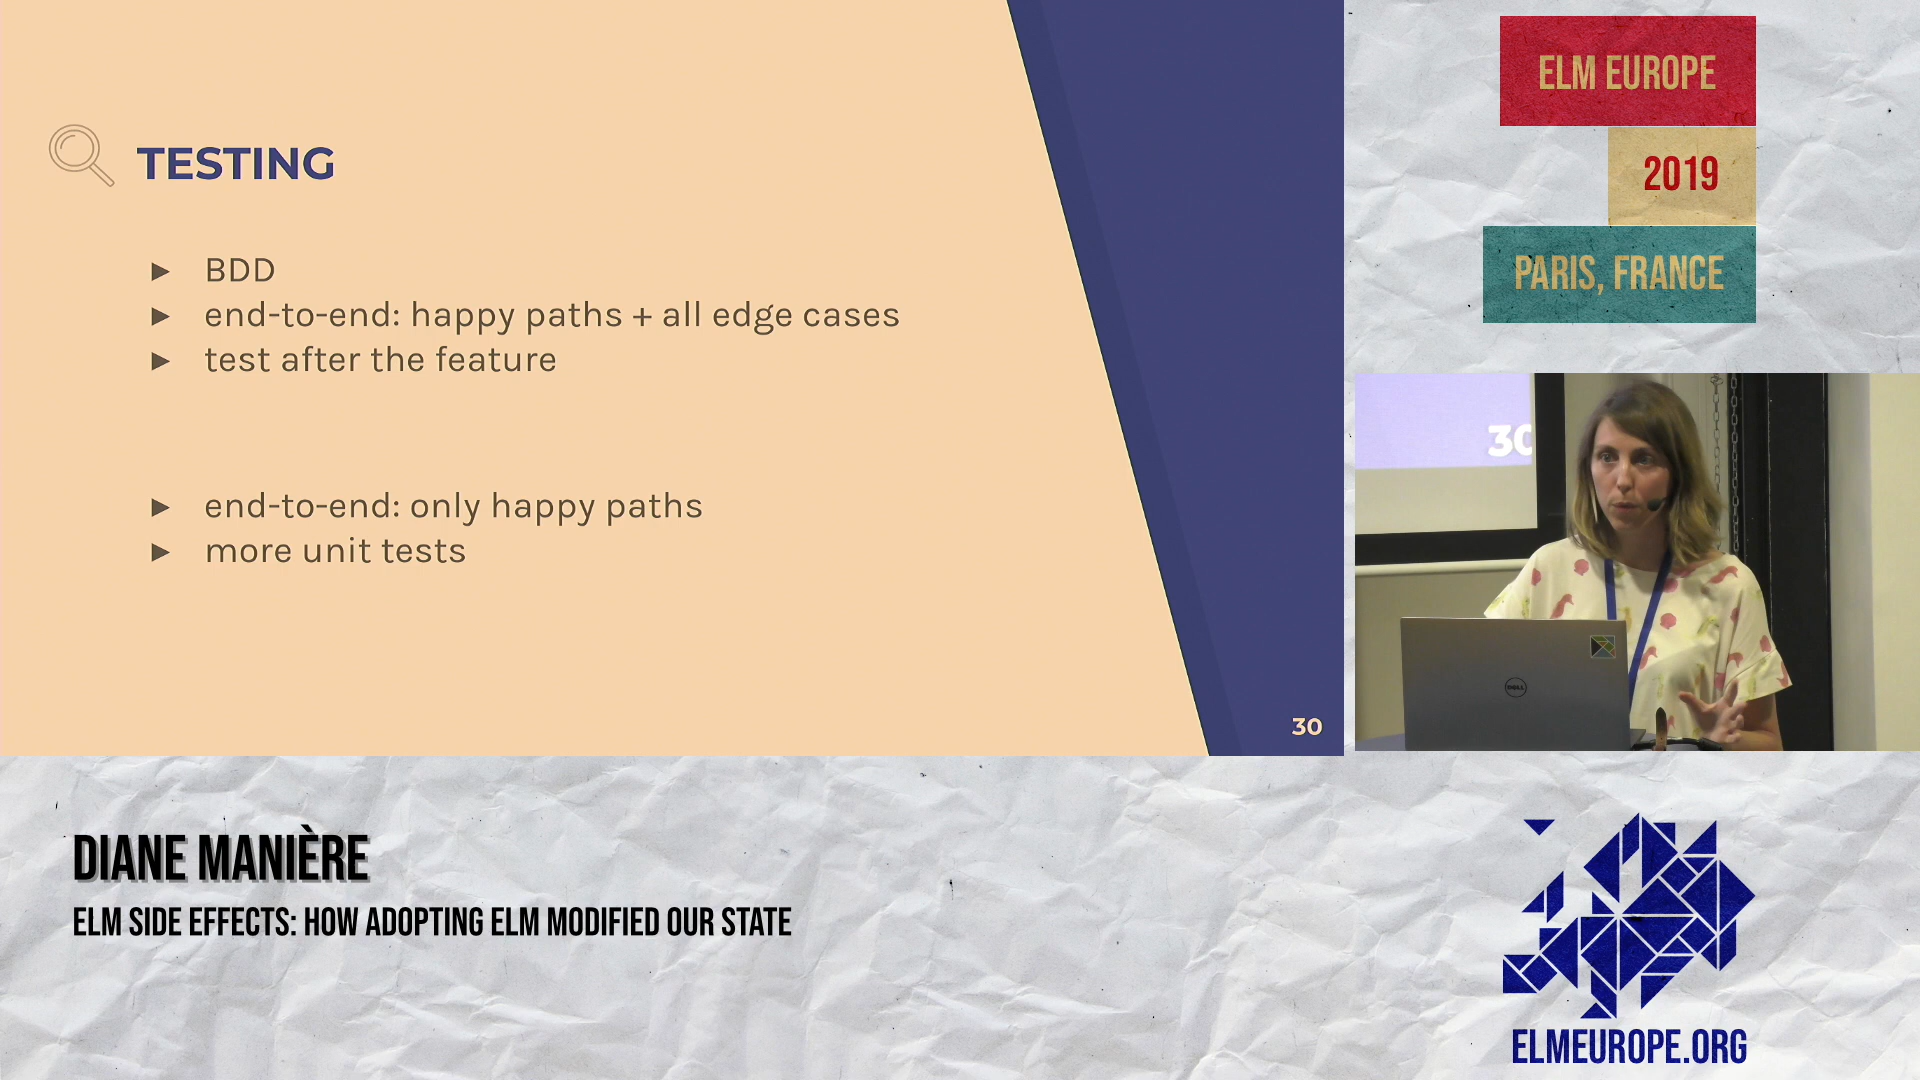 TESTING
► BDD
► end-to-end: happy paths + all edge cases
► test after the feature
► end-to-end: only happy paths
► more unit tests
30
ELM EUROPE
2019
PARIS, FRANCE
30
DELL
DIANE MANIÈRE
ELM SIDE EFFECTS: HOW ADOPTING ELM MODIFIED OUR STATE
ELMEUROPE.ORG